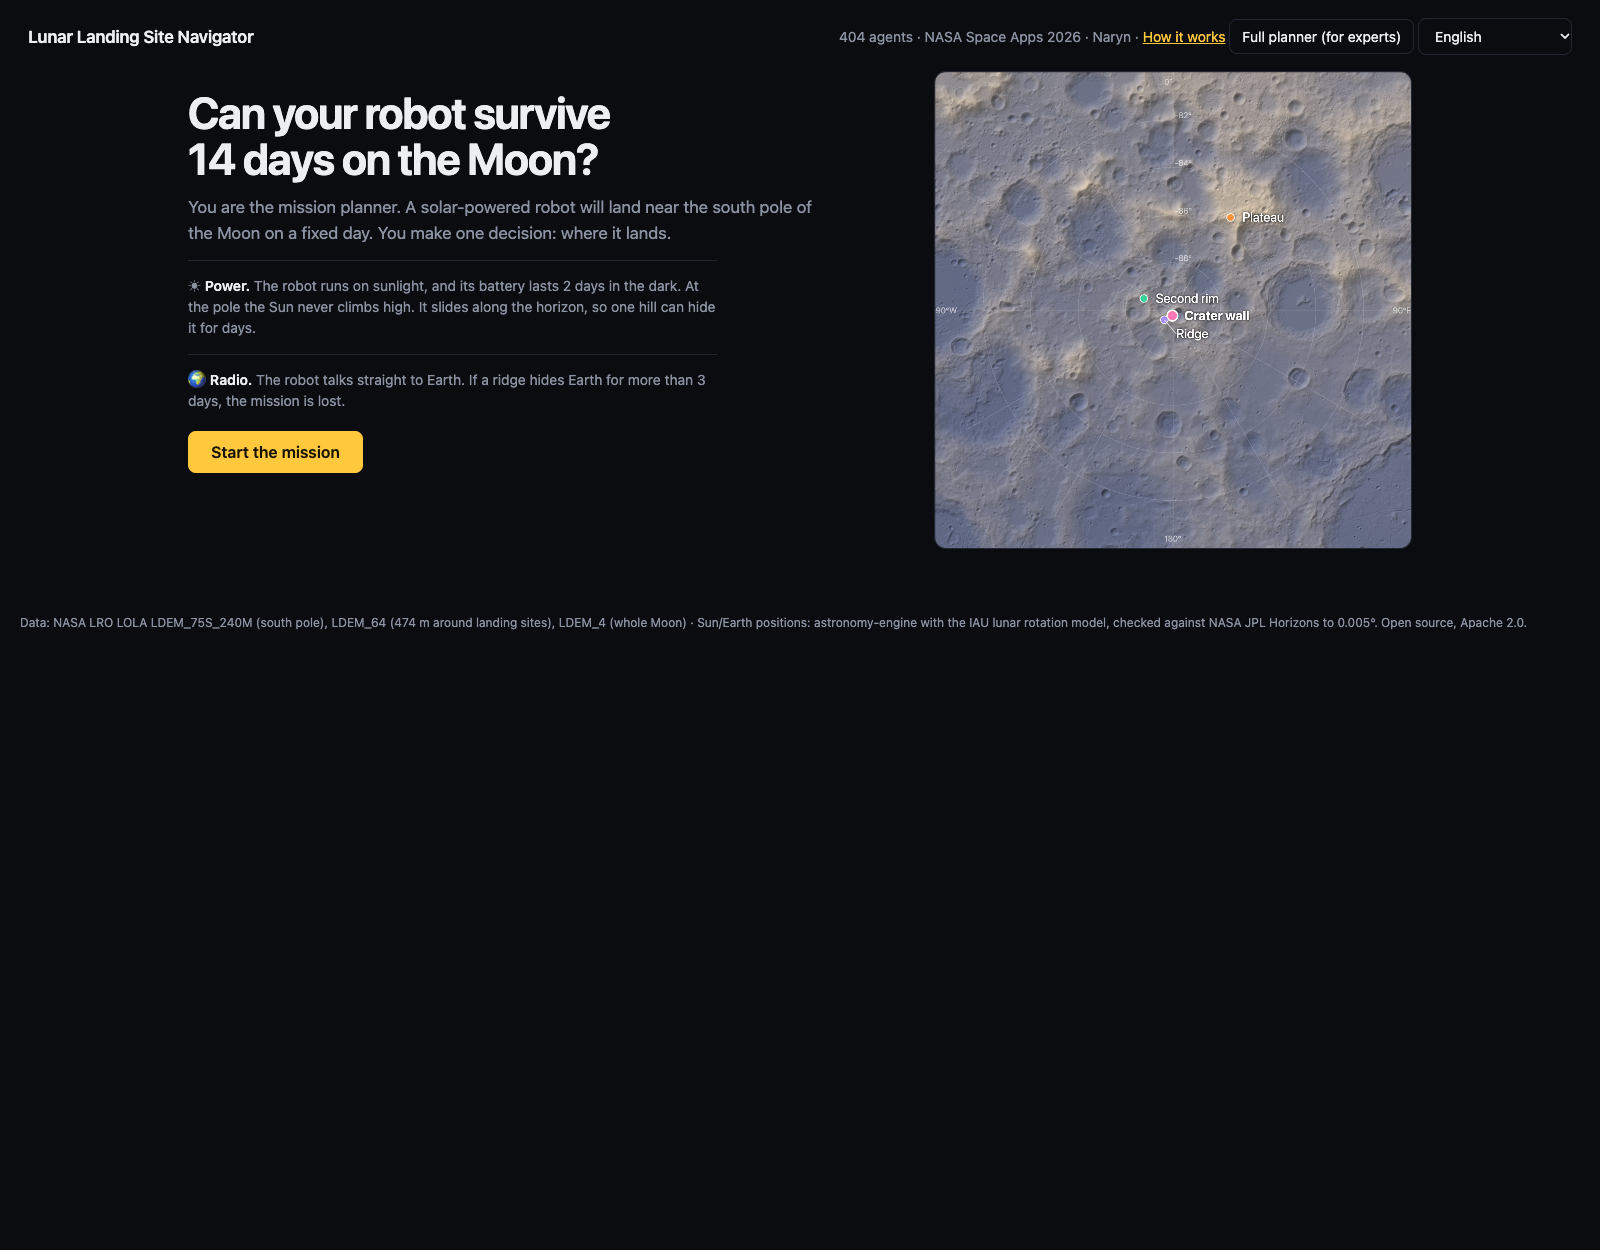 Lunar Landing Site Navigator
404 agents · NASA Space Apps 2026 · Naryn · How it works
Full planner (for experts)
English
Can your robot survive
14 days on the Moon?
You are the mission planner. A solar-powered robot will land near the south pole of
the Moon on a fixed day. You make one decision: where it lands.
☀ Power. The robot runs on sunlight, and its battery lasts 2 days in the dark. At
the pole the Sun never climbs high. It slides along the horizon, so one hill can hide
it for days.
🌍 Radio. The robot talks straight to Earth. If a ridge hides Earth for more than 3
days, the mission is lost.
Start the mission
0°
-82°
-84°
-86°
Plateau
-88°
Second rim
90°W
Crater wall
90°E
Ridge
180°
Data: NASA LRO LOLA LDEM_75S_240M (south pole), LDEM_64 (474 m around landing sites), LDEM_4 (whole Moon) · Sun/Earth positions: astronomy-engine with the IAU lunar rotation model, checked against NASA JPL Horizons to 0.005°. Open source, Apache 2.0.